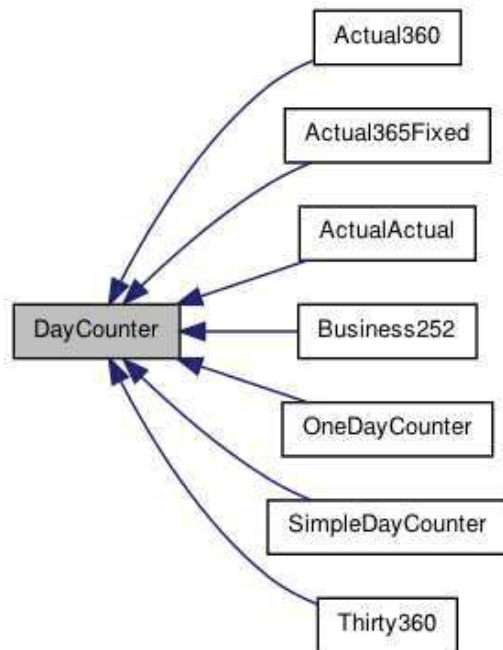 Actual360
Actual365Fixed
ActualActual
DayCounter
Business252
OneDayCounter
SimpleDayCounter
Thirty360